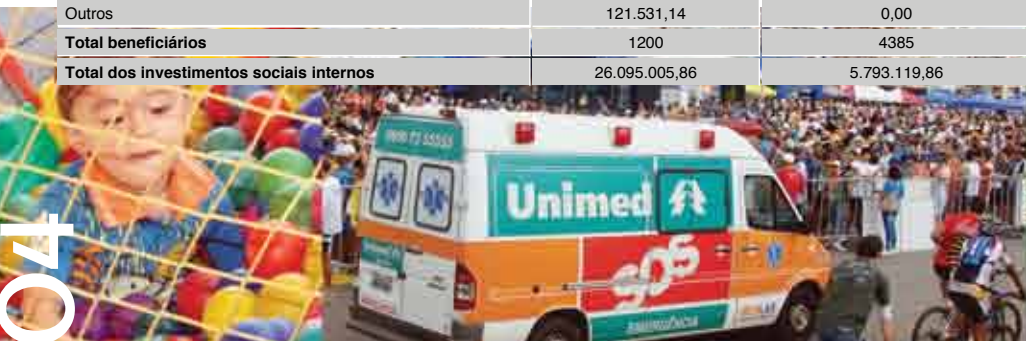 Outros 121.531,14 0,00
Total beneficiários 1200 4385
Total dos investimentos sociais internos 26.095.005,86 5.793.119,86
Unimed
SOS
EMERGÊNCIA
04